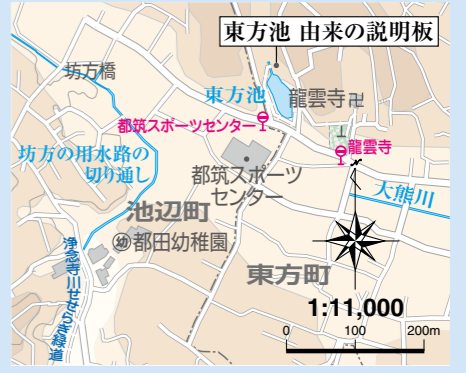 東方池 由来の説明板
坊方橋
東方池
龍雲寺
都筑スポーツセンター
龍雲寺
坊方の用水路の
切り通し
都筑スポーツ
センター
大熊川
池辺町
幼
都田幼稚園
浄念寺川せせらぎ緑道
東方町
1:11,000
0 100 200m